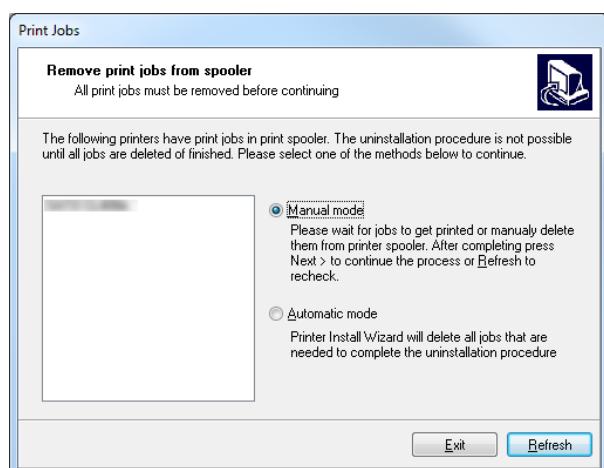 Print Jobs
Remove print jobs from spooler
All print jobs must be removed before continuing
The following printers have print jobs in print spooler. The uninstallation procedure is not possible
until all jobs are deleted of finished. Please select one of the methods below to continue.
Manual mode
Please wait for jobs to get printed or manualy delete
them from printer spooler. After completing press
Next > to continue the process or Refresh to
recheck.
Automatic mode
Printer Install Wizard will delete all jobs that are
needed to complete the uninstallation procedure
Exit
Refresh